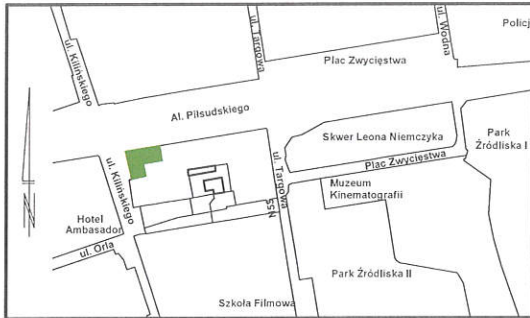 ul. Kilińskiego
ul. Targowa
ul. Wodna
Policj
Plac Zwycięstwa
Al. Piłsudskiego
Skwer Leona Niemczyka
Park
Źródliska I
ul. Kilińskiego
ul. Targowa
Plac Zwycięstwa
Muzeum
Kinematografii
NSS
Hotel
Ambasador
ul. Orla
Park Źródliska II
Szkoła Filmowa
N